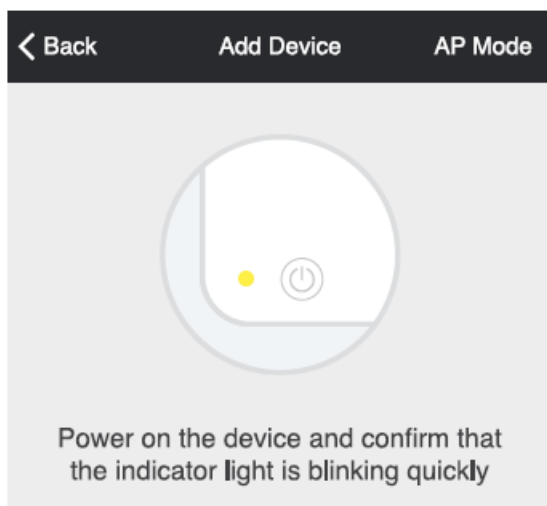 Back Add Device AP Mode
Power on the device and confirm that
the indicator light is blinking quickly